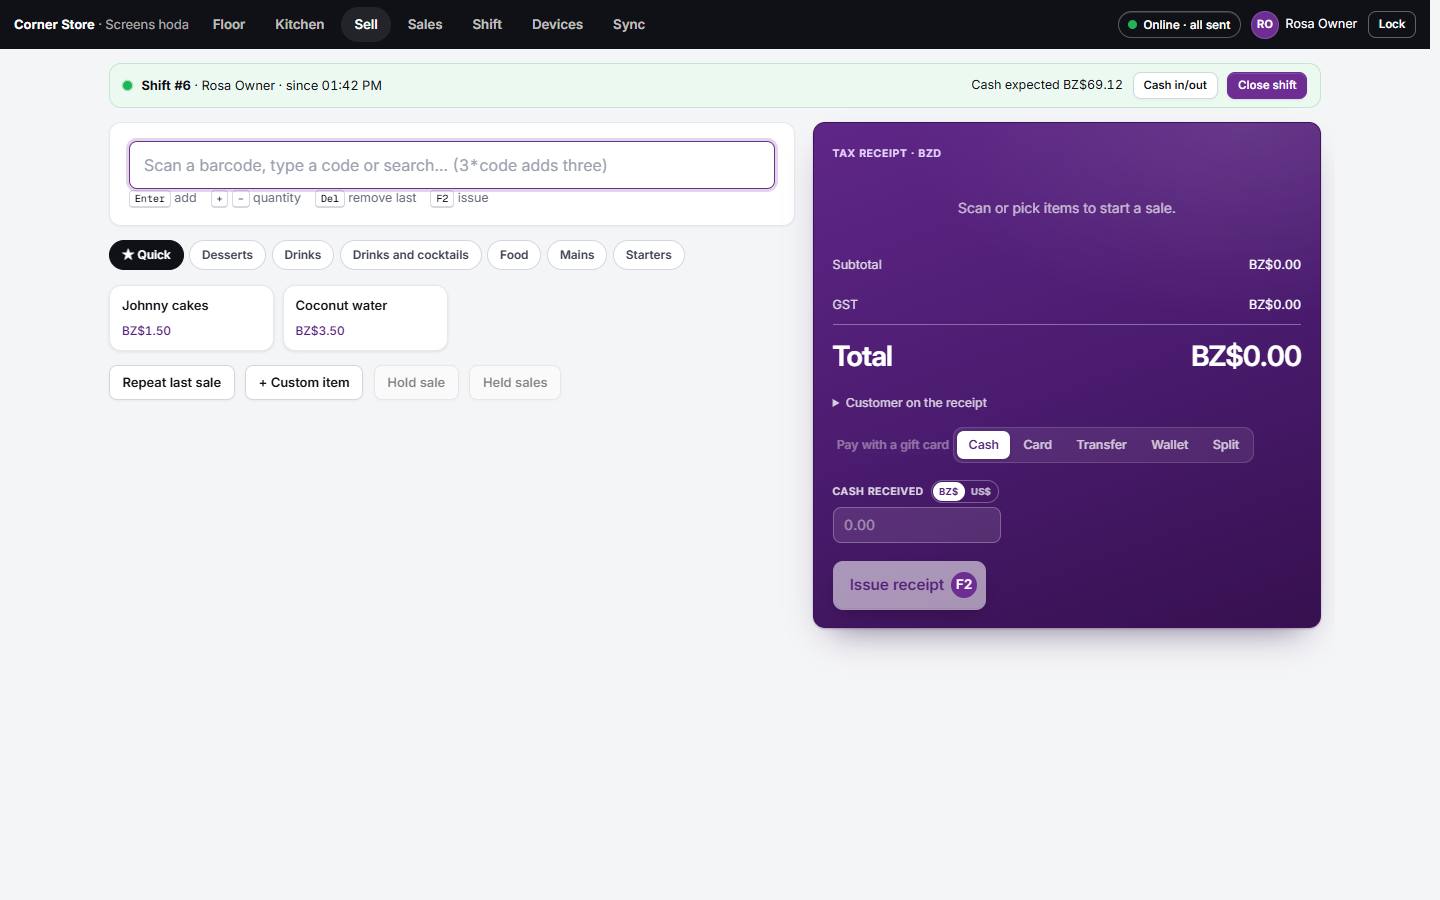 Corner Store · Screens hoda Floor Kitchen Sell Sales Shift Devices Sync Online · all sent RO Rosa Owner Lock
Shift #6 · Rosa Owner · since 01:42 PM Cash expected BZ$69.12 Cash in/out Close shift
Scan a barcode, type a code or search... (3*code adds three)
Enter add + − quantity Del remove last F2 issue
★ Quick Desserts Drinks Drinks and cocktails Food Mains Starters
Johnny cakes Coconut water
BZ$1.50 BZ$3.50
Repeat last sale + Custom item Hold sale Held sales
TAX RECEIPT · BZD
Scan or pick items to start a sale.
Subtotal BZ$0.00
GST BZ$0.00
Total BZ$0.00
▶ Customer on the receipt
Pay with a gift card Cash Card Transfer Wallet Split
CASH RECEIVED BZ$ US$
0.00
Issue receipt F2